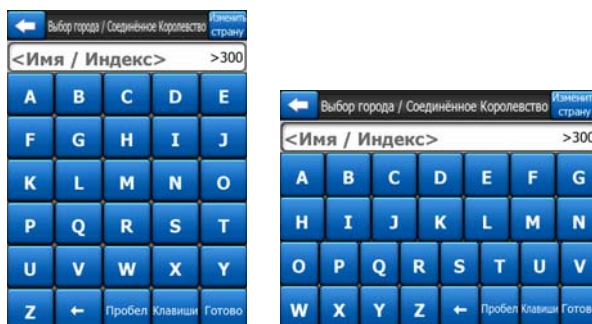 Выбор города / Соединённое Королевство
Изменить
страну
<Имя / Индекс> >300
A B C D E
F G H I J
K L M N O
P Q R S T
U V W X Y
Z ← Пробел Клавиши Готово
Выбор города / Соединённое Королевство
Изменить
страну
<Имя / Индекс> >300
A B C D E F G
H I J K L M N
O P Q R S T U V
W X Y Z ← Пробел Клавиши Готово